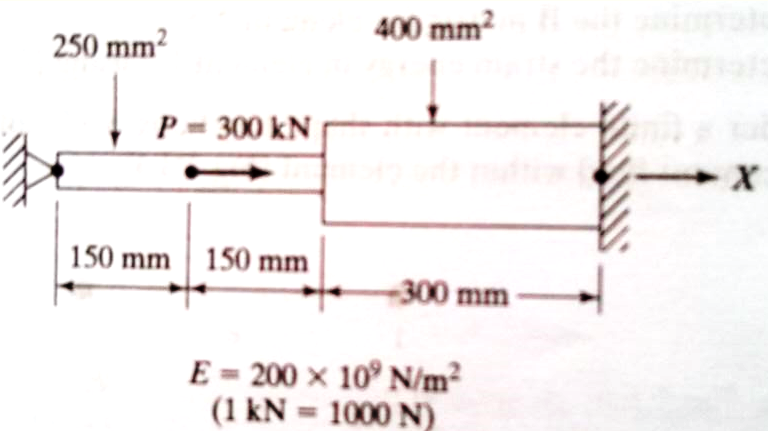 400 mm²
250 mm²
P = 300 kN
X
150 mm
150 mm
300 mm
E = 200 × 10⁹ N/m²
(1 kN = 1000 N)